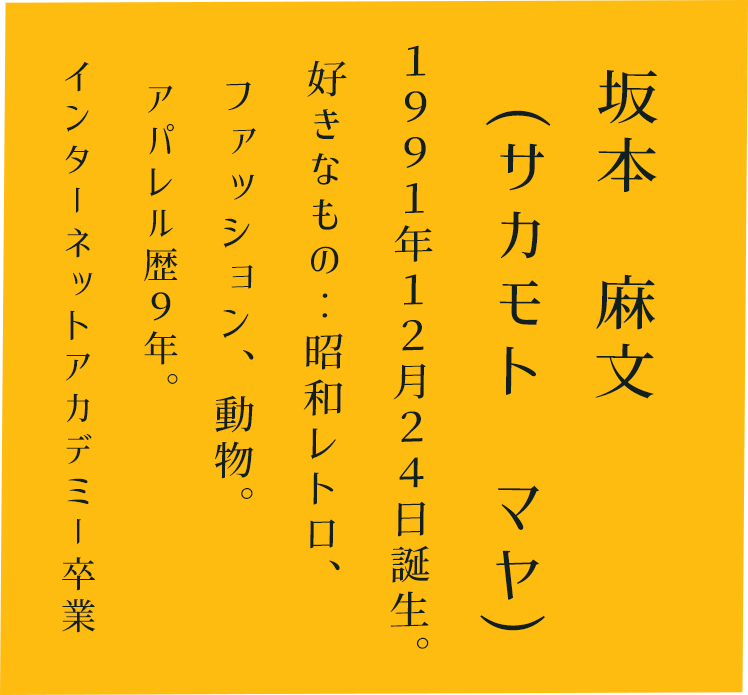 坂本　麻文
（サカモト　マヤ）
1991年12月24日誕生。
好きなもの：昭和レトロ、
ファッション、動物。
アパレル歴9年。
インターネットアカデミー卒業